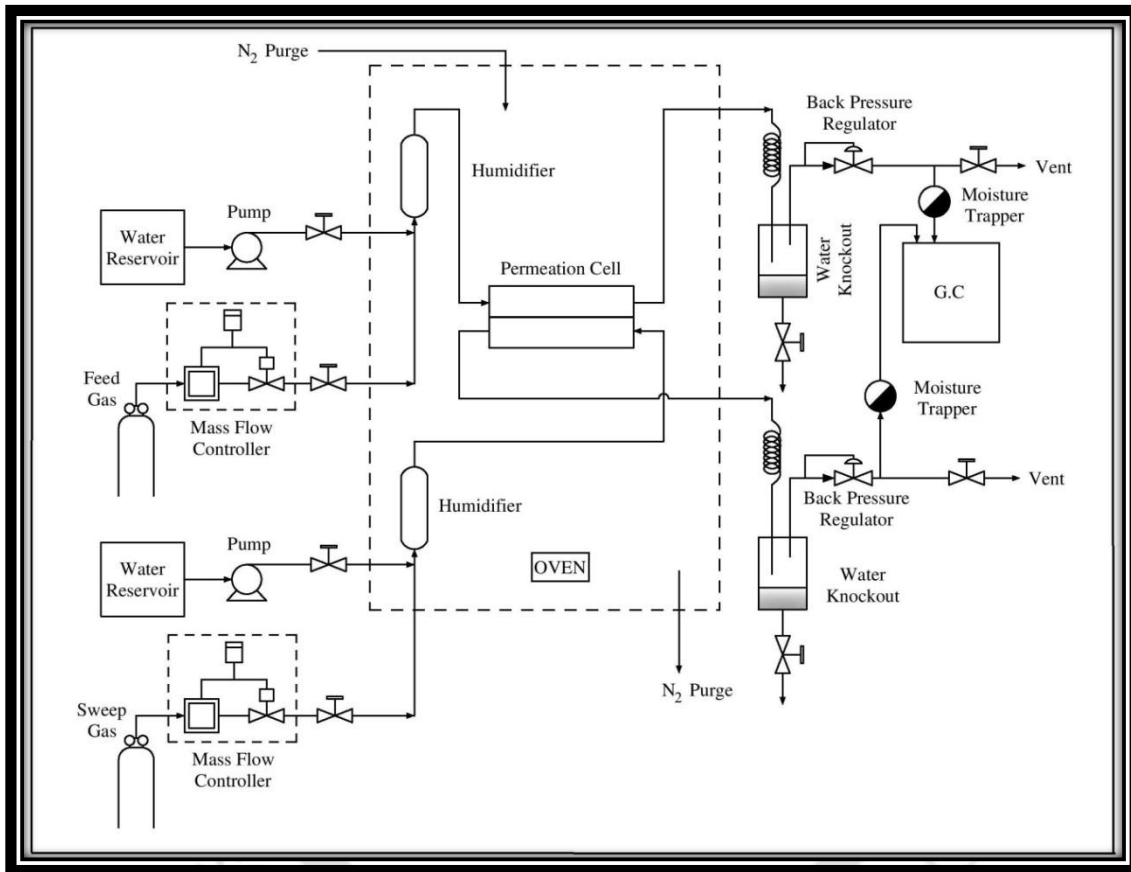 N2 Purge
Back Pressure
Regulator
Humidifier
Vent
Pump
Moisture
Trapper
Water
Reservoir
Water
Knockout
Permeation Cell
G.C
Feed
Gas
Mass Flow
Controller
Moisture
Trapper
Humidifier
Vent
Back Pressure
Regulator
Pump
OVEN
Water
Reservoir
Water
Knockout
N2 Purge
Sweep
Gas
Mass Flow
Controller